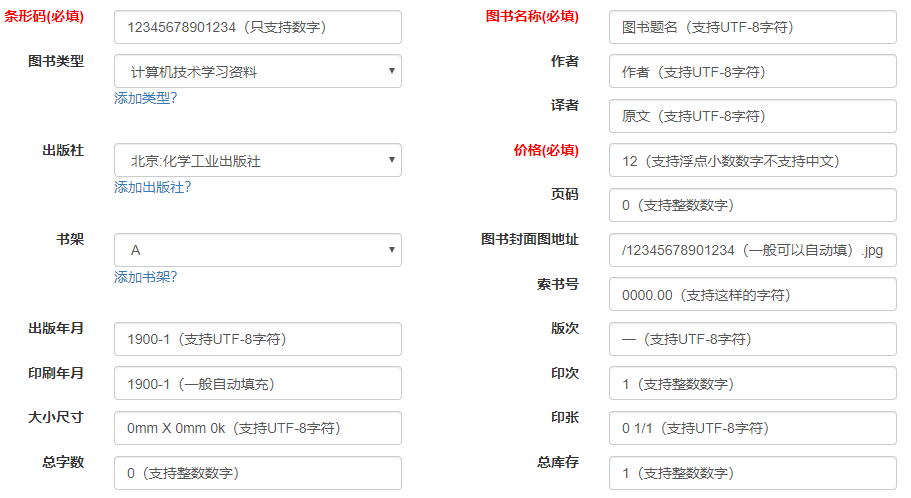 条形码(必填)
12345678901234（只支持数字）
图书名称(必填)
图书题名（支持UTF-8字符）
图书类型
计算机技术学习资料
添加类型?
作者
作者（支持UTF-8字符）
译者
原文（支持UTF-8字符）
出版社
北京:化学工业出版社
添加出版社?
价格(必填)
12（支持浮点小数数字不支持中文）
页码
0（支持整数数字）
书架
A
添加书架?
图书封面图地址
/12345678901234（一般可以自动填）.jpg
索书号
0000.00（支持这样的字符）
出版年月
1900-1（支持UTF-8字符）
版次
一（支持UTF-8字符）
印刷年月
1900-1（一般自动填充）
印次
1（支持整数数字）
大小尺寸
0mm X 0mm 0k（支持UTF-8字符）
印张
0 1/1（支持UTF-8字符）
总字数
0（支持整数数字）
总库存
1（支持整数数字）